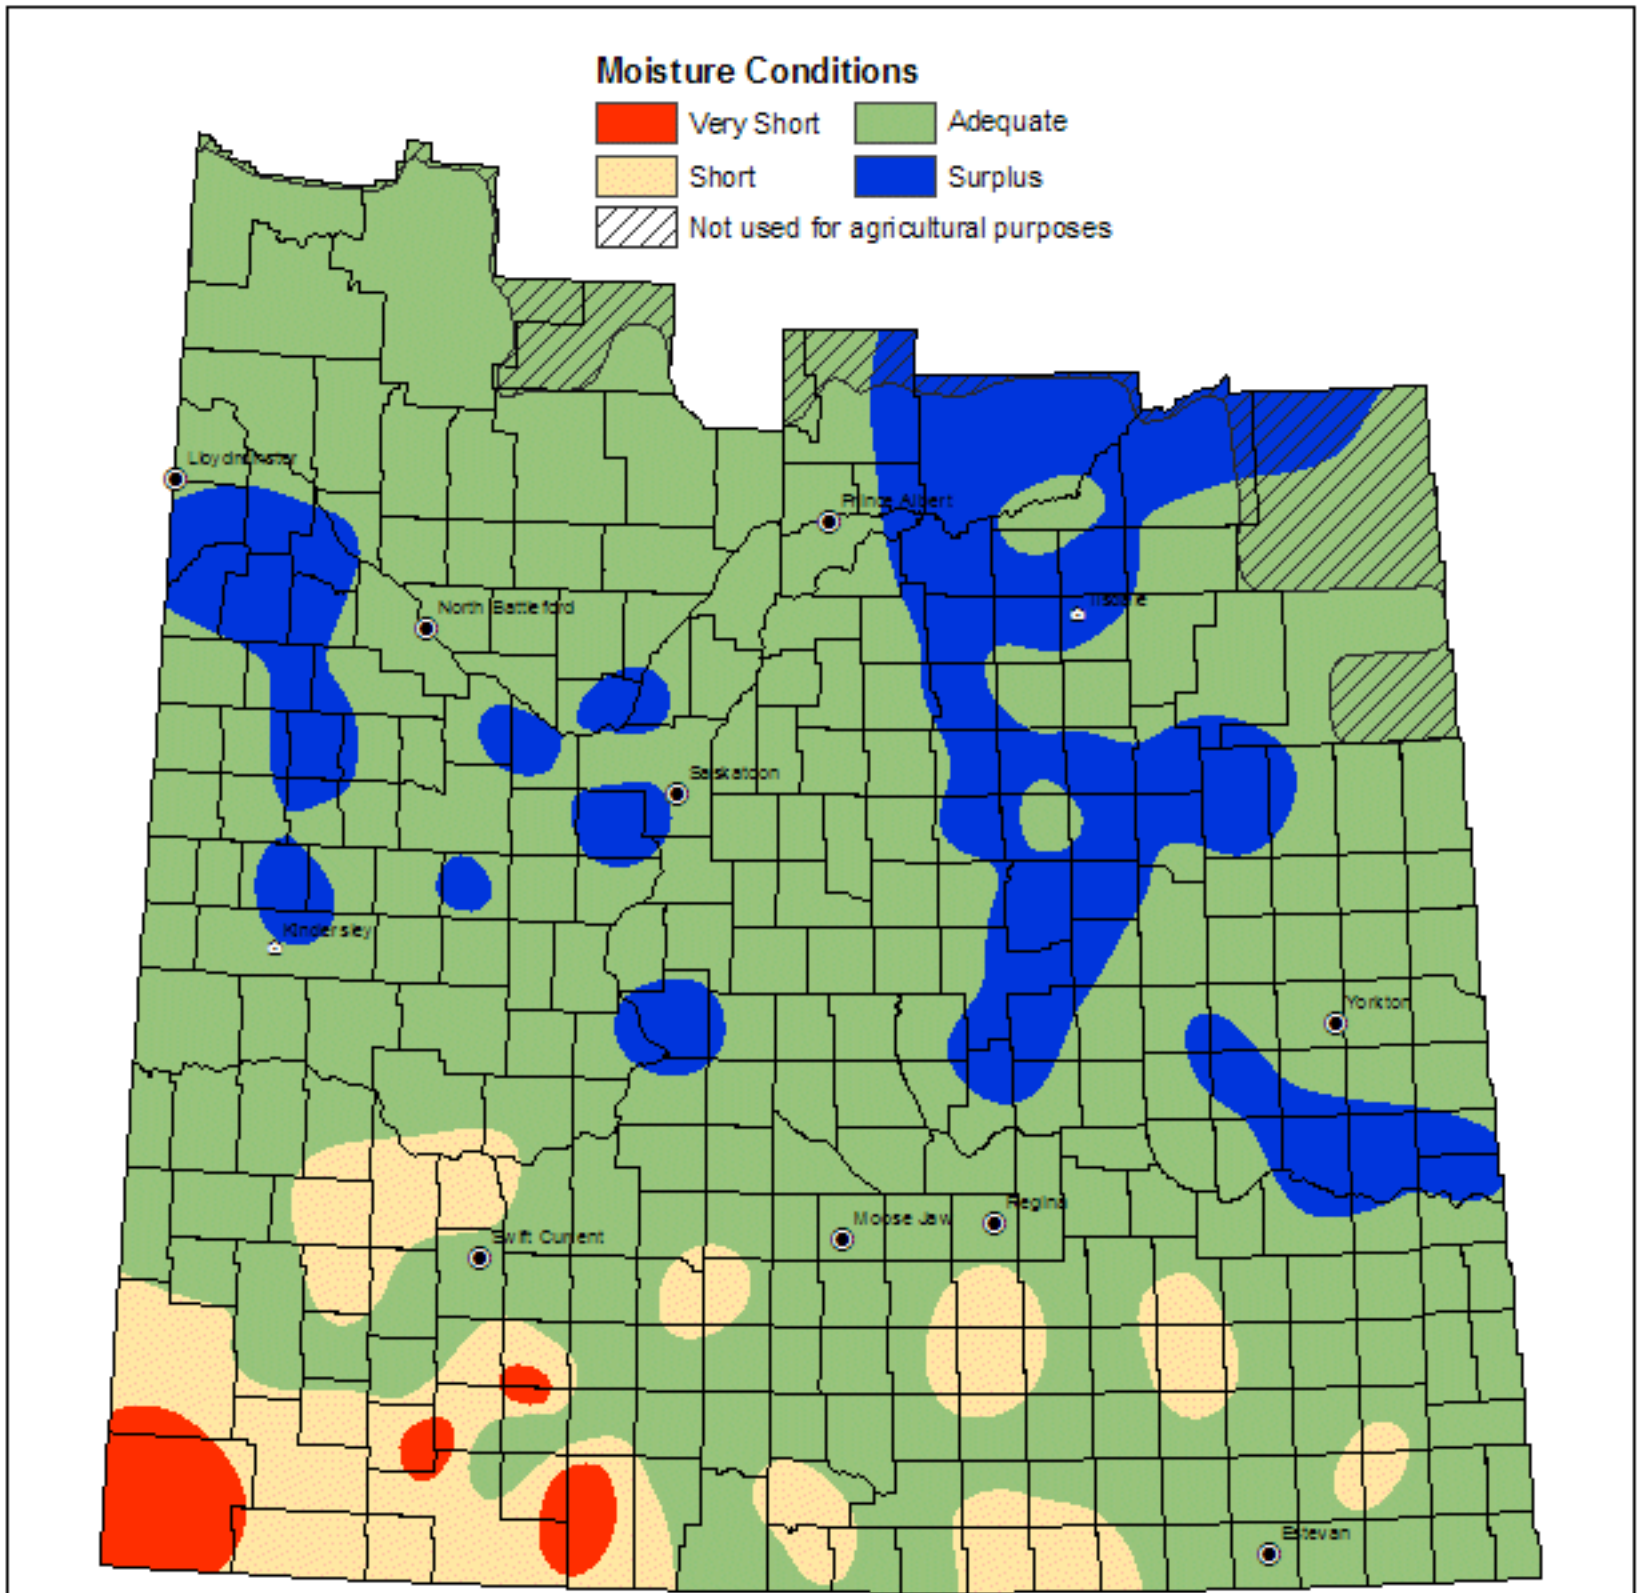 Moisture Conditions
Very Short
Adequate
Short
Surplus
Not used for agricultural purposes
Lloydminster
Prince Albert
North Battleford
Tisdale
Saskatoon
Kindersley
Yorkton
Regina
Moose Jaw
Swift Current
Estevan